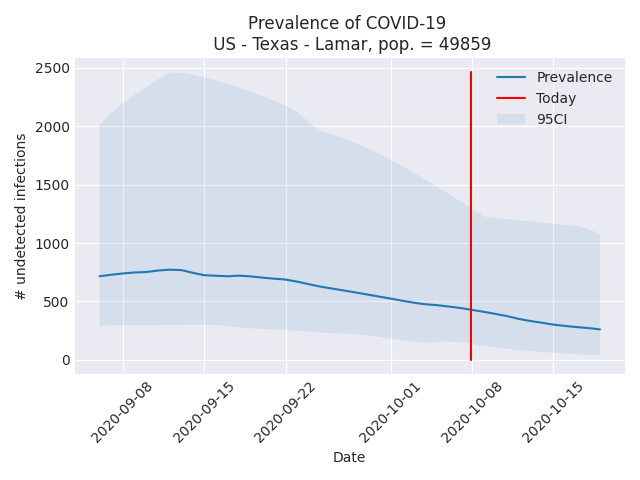 Prevalence of COVID-19
US - Texas - Lamar, pop. = 49859
2500
2000
1500
1000
500
0
# undetected infections
Prevalence
Today
95CI
2020-09-08
2020-09-15
2020-09-22
2020-10-01
2020-10-08
2020-10-15
Date